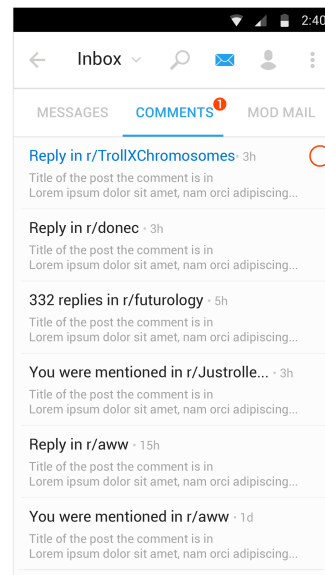 2:40
Inbox
MESSAGES COMMENTS 1 MOD MAIL
Reply in r/TrollXChromosomes • 3h
Title of the post the comment is in
Lorem ipsum dolor sit amet, nam orci adipiscing...
Reply in r/donec • 3h
Title of the post the comment is in
Lorem ipsum dolor sit amet, nam orci adipiscing...
332 replies in r/futurology • 5h
Title of the post the comment is in
Lorem ipsum dolor sit amet, nam orci adipiscing...
You were mentioned in r/Justrolle... • 3h
Title of the post the comment is in
Lorem ipsum dolor sit amet, nam orci adipiscing...
Reply in r/aww • 15h
Title of the post the comment is in
Lorem ipsum dolor sit amet, nam orci adipiscing...
You were mentioned in r/aww • 1d
Title of the post the comment is in
Lorem ipsum dolor sit amet, nam orci adipiscing...